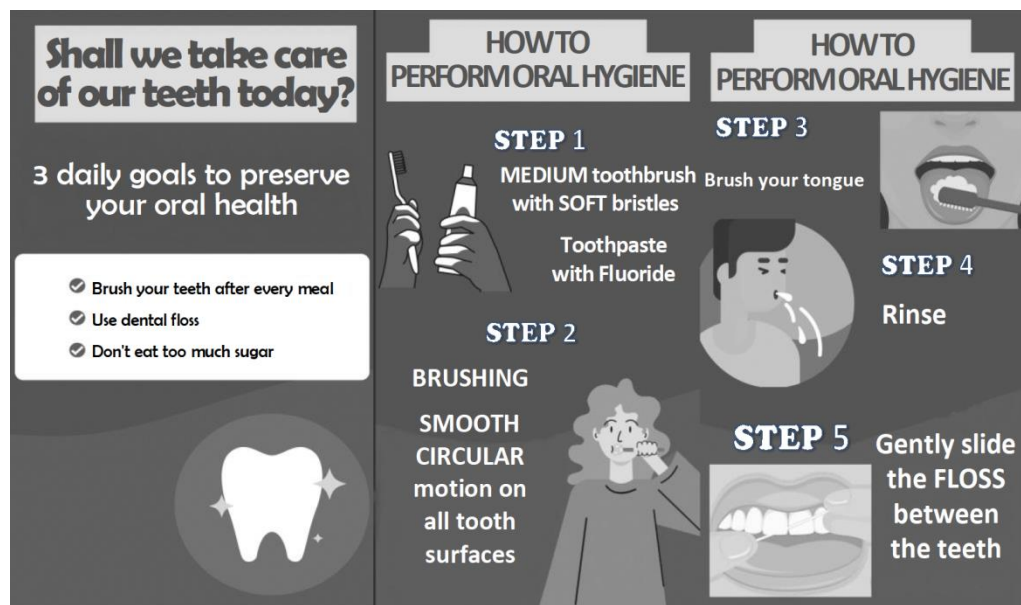 Shall we take care
of our teeth today?
3 daily goals to preserve
your oral health
Brush your teeth after every meal
Use dental floss
Don't eat too much sugar
HOW TO
PERFORM ORAL HYGIENE
STEP 1
MEDIUM toothbrush
with SOFT bristles
Toothpaste
with Fluoride
STEP 2
BRUSHING
SMOOTH
CIRCULAR
motion on
all tooth
surfaces
HOW TO
PERFORM ORAL HYGIENE
STEP 3
Brush your tongue
STEP 4
Rinse
STEP 5
Gently slide
the FLOSS
between
the teeth